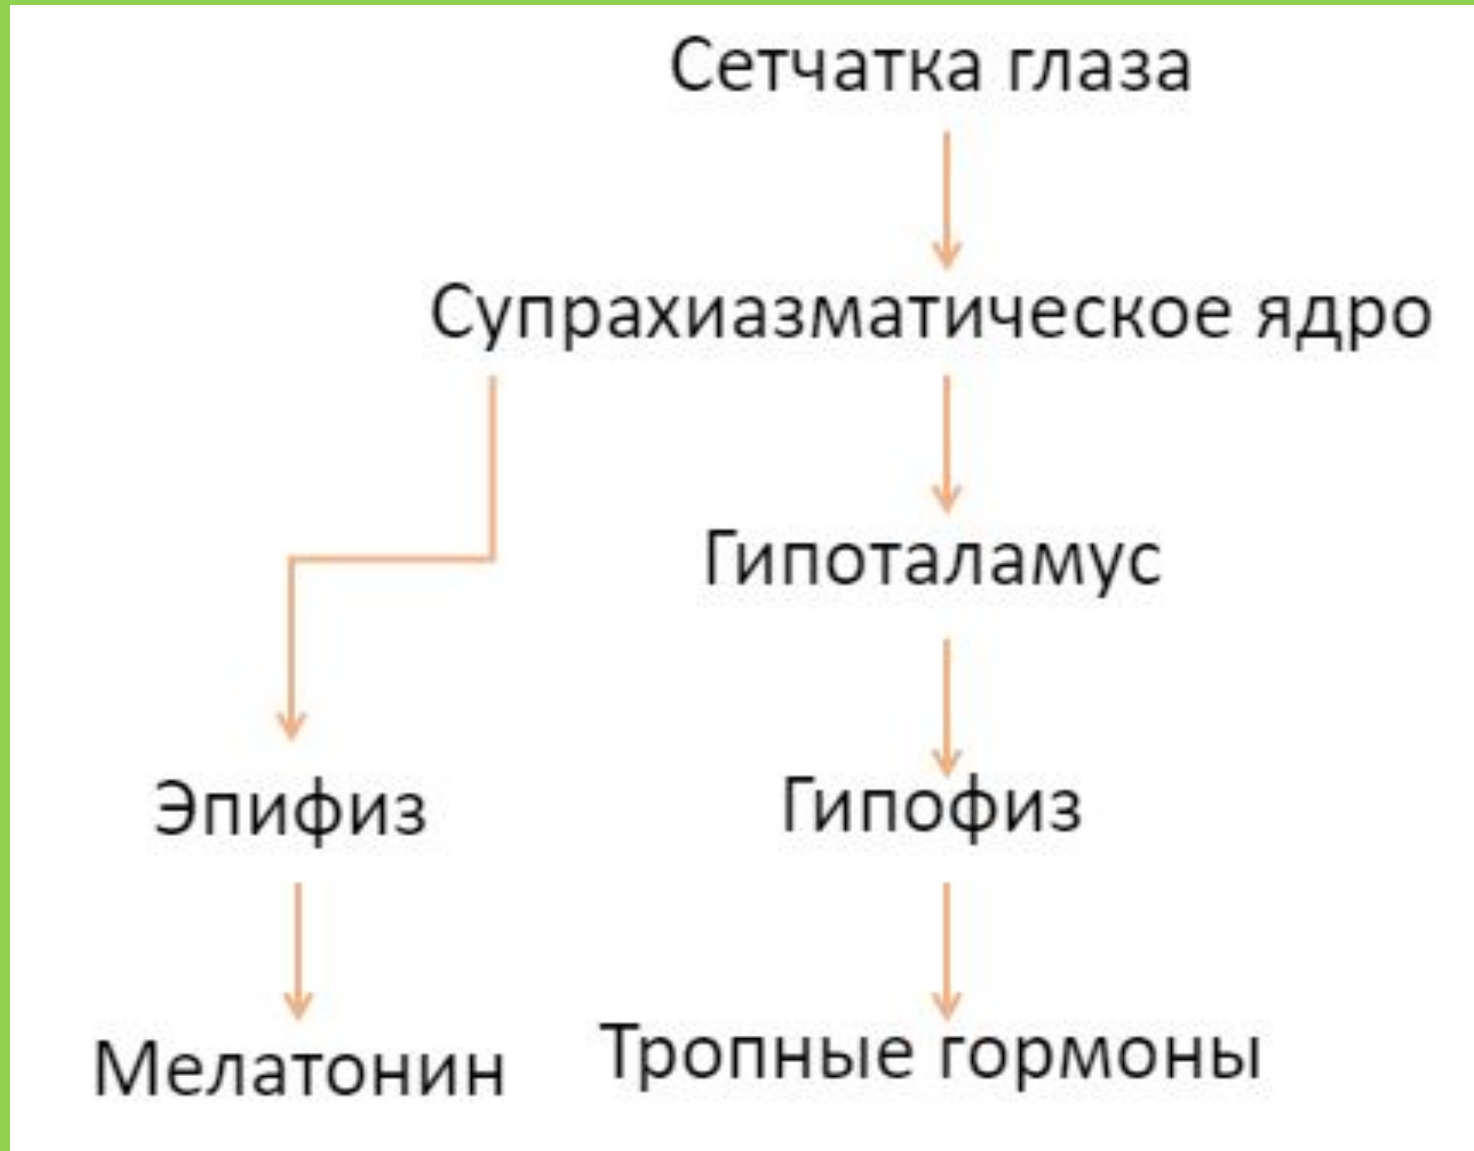 Сетчатка глаза
Супрахиазматическое ядро
Гипоталамус
Эпифиз
Гипофиз
Мелатонин
Тропные гормоны